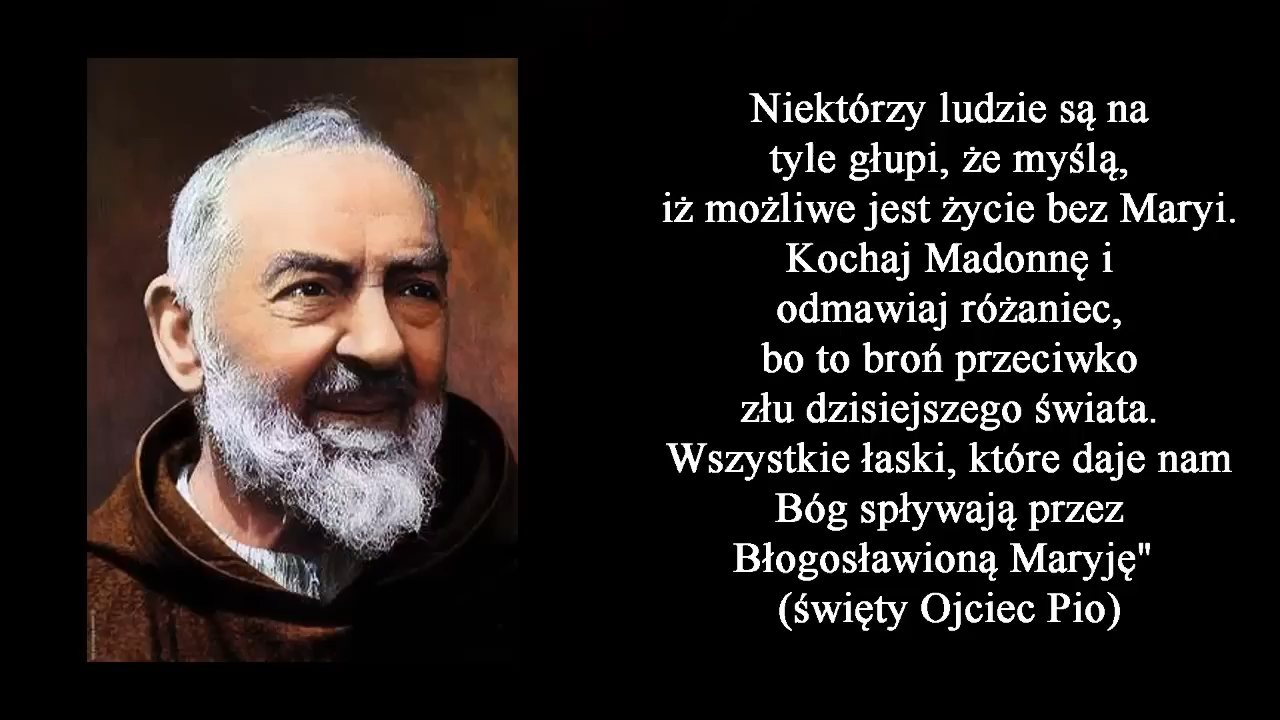 Niektórzy ludzie są na
tyle głupi, że myślą,
iż możliwe jest życie bez Maryi.
Kochaj Madonnę i
odmawiaj różaniec,
bo to broń przeciwko
złu dzisiejszego świata.
Wszystkie łaski, które daje nam
Bóg spływają przez
Błogosławioną Maryję"
(święty Ojciec Pio)